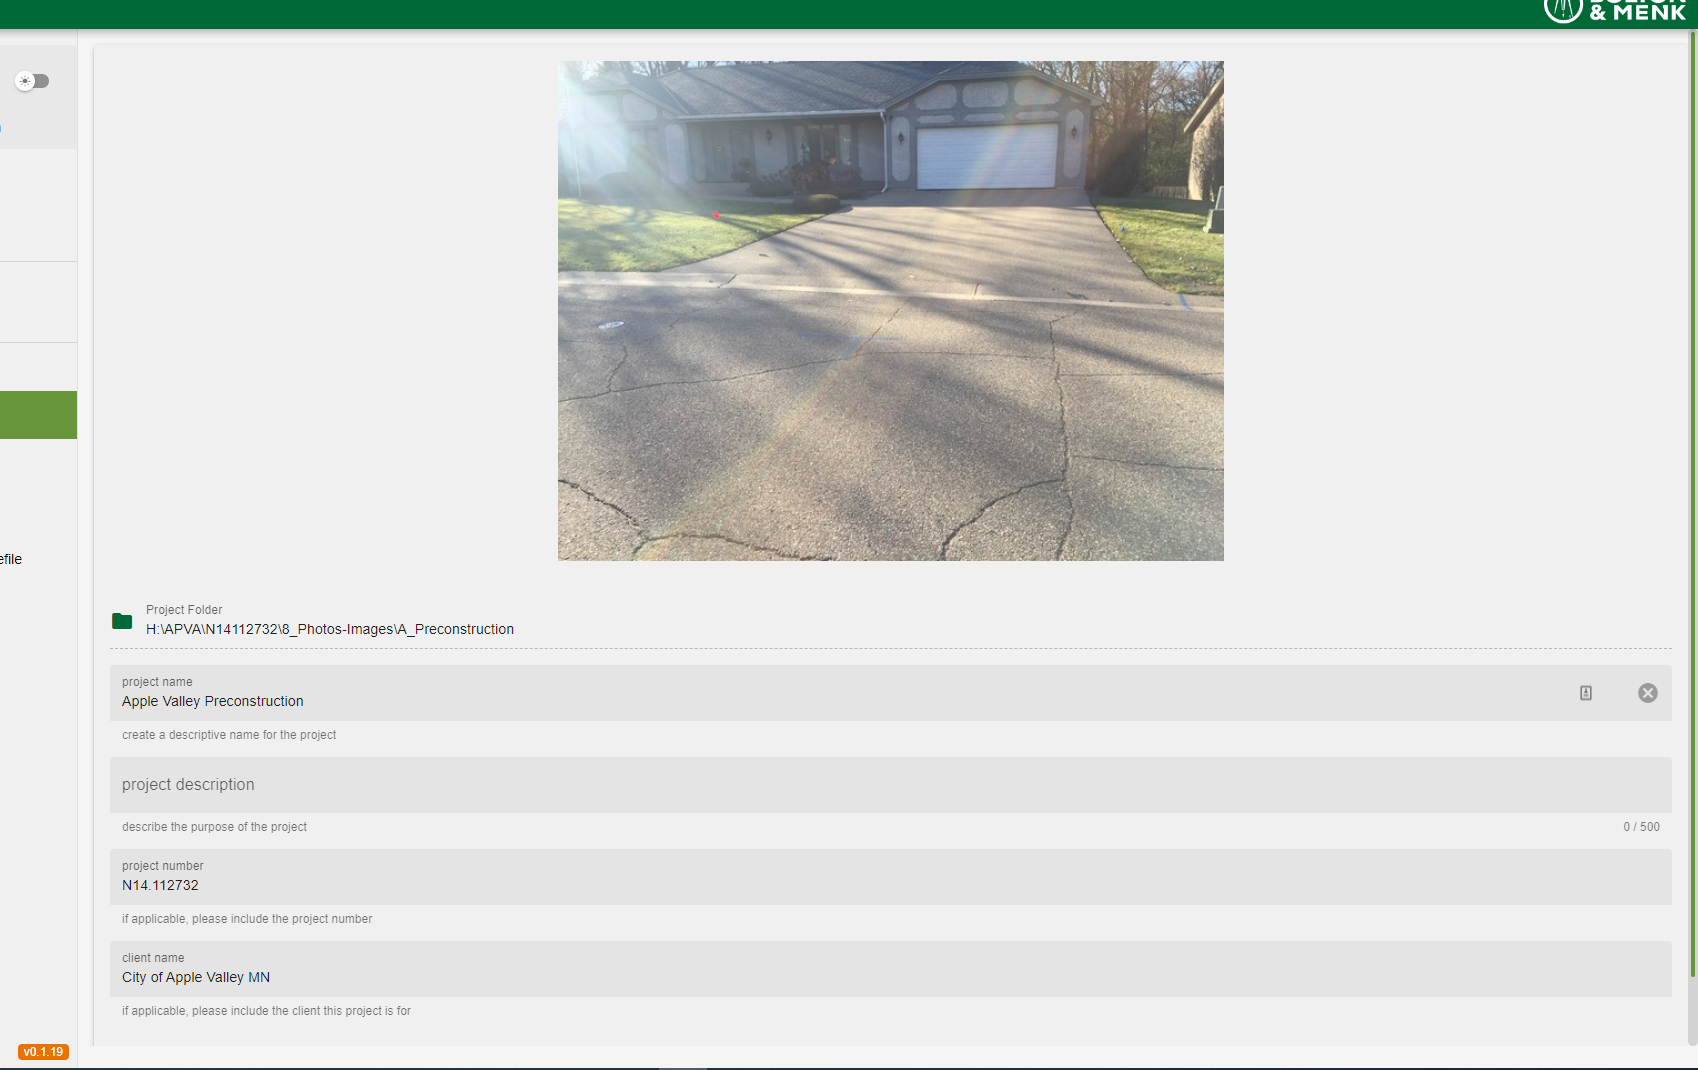 & MENK
efile
Project Folder
H:\APVA\N14112732\8_Photos-Images\A_Preconstruction
project name
Apple Valley Preconstruction
create a descriptive name for the project
project description
describe the purpose of the project
0 / 500
project number
N14.112732
if applicable, please include the project number
client name
City of Apple Valley MN
if applicable, please include the client this project is for
v0.1.19